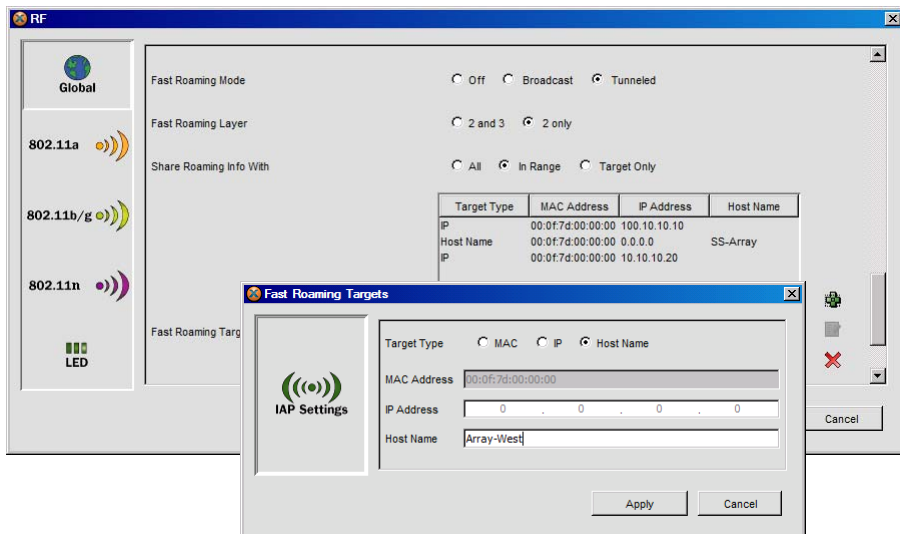 RF
Global
802.11a
802.11b/g
802.11n
LED
Fast Roaming Mode Off Broadcast Tunneled
Fast Roaming Layer 2 and 3 2 only
Share Roaming Info With All In Range Target Only
Target Type MAC Address IP Address Host Name
IP 00:0f:7d:00:00:00 100.10.10.10
Host Name 00:0f:7d:00:00:00 0.0.0.0 SS-Array
IP 00:0f:7d:00:00:00 10.10.10.20
Fast Roaming Targ
Cancel
Fast Roaming Targets
IAP Settings
Target Type MAC IP Host Name
MAC Address 00:0f:7d:00:00:00
IP Address 0 . 0 . 0 . 0
Host Name Array-West
Apply Cancel